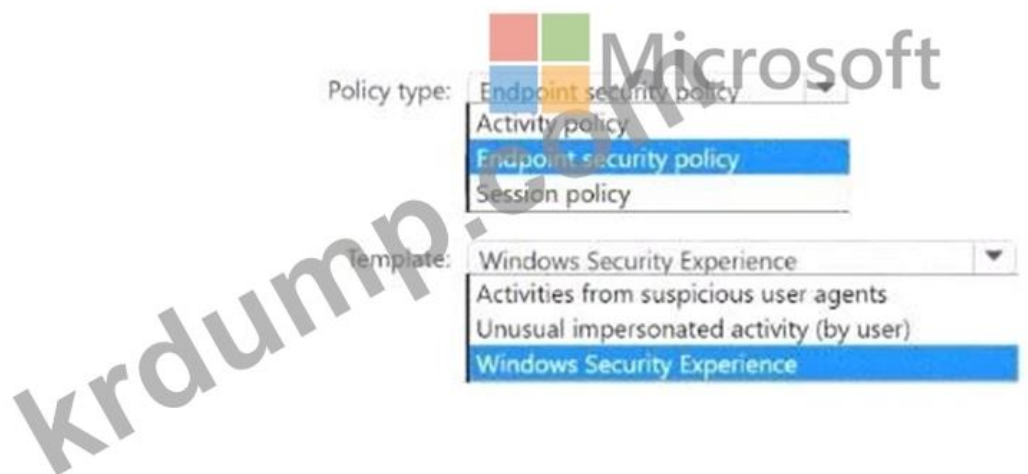 Microsoft
Policy type: Endpoint security policy
Activity policy
Endpoint security policy
Session policy
Template: Windows Security Experience
Activities from suspicious user agents
Unusual impersonated activity (by user)
Windows Security Experience
krdump.com